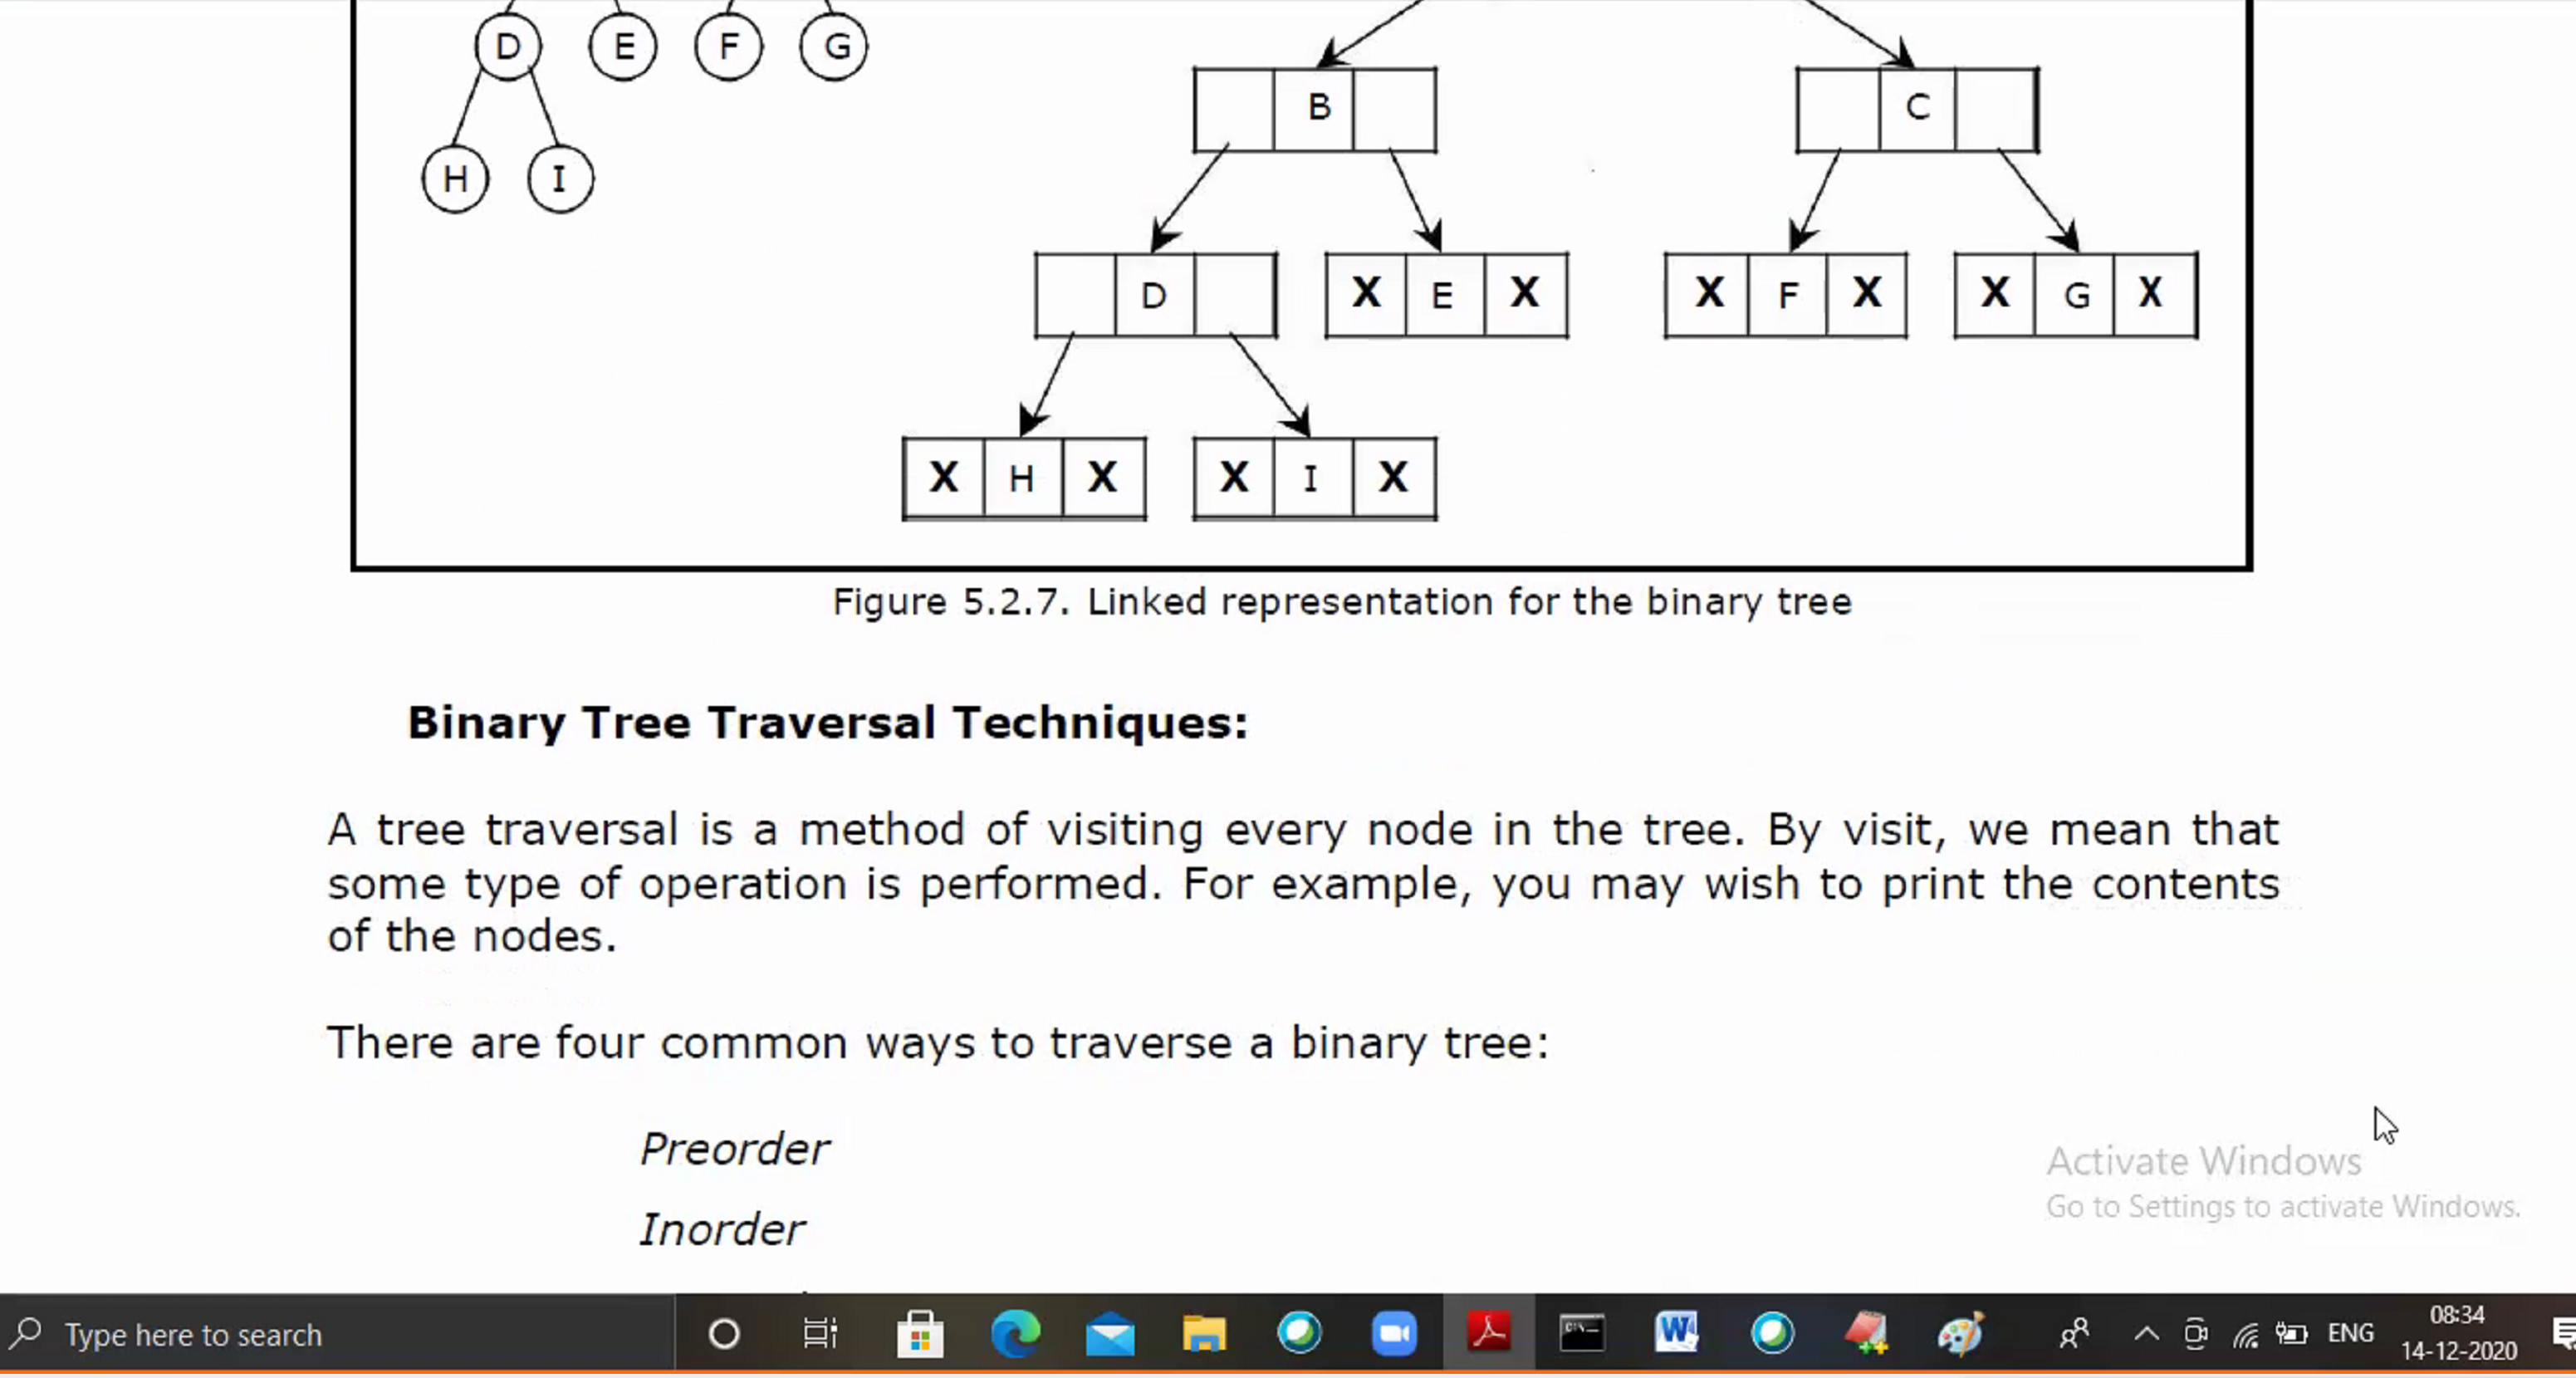 D E F G
B C
H I
D X E X X F X X G X
X H X X I X
Figure 5.2.7. Linked representation for the binary tree
Binary Tree Traversal Techniques:
A tree traversal is a method of visiting every node in the tree. By visit, we mean that
some type of operation is performed. For example, you may wish to print the contents
of the nodes.
There are four common ways to traverse a binary tree:
Preorder
Inorder
Activate Windows
Go to Settings to activate Windows.
Type here to search
ENG
08:34
14-12-2020